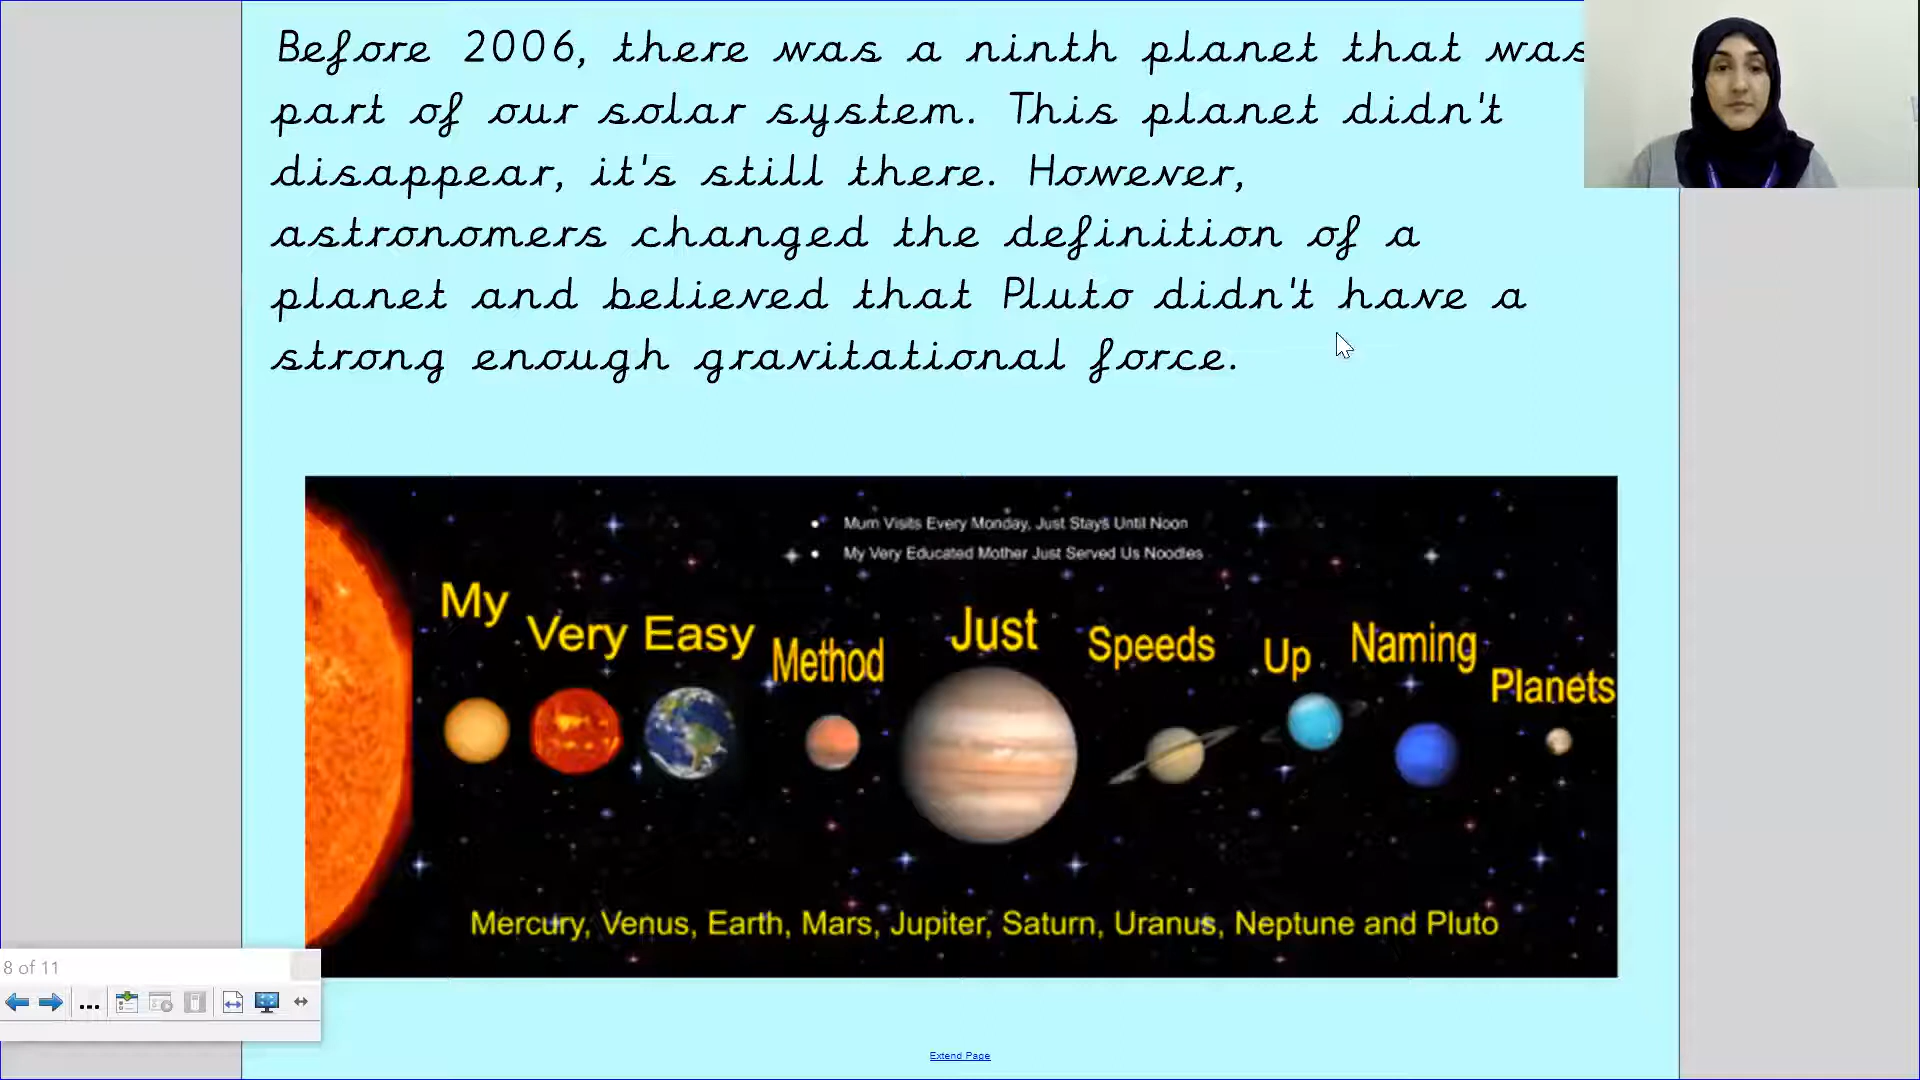 Before 2006, there was a ninth planet that was
part of our solar system. This planet didn't
disappear, it's still there. However,
astronomers changed the definition of a
planet and believed that Pluto didn't have a
strong enough gravitational force.
• Mum Visits Every Monday, Just Stays Until Noon
• My Very Educated Mother Just Served Us Noodles
My Very Easy Method Just Speeds Up Naming Planets
Mercury, Venus, Earth, Mars, Jupiter, Saturn, Uranus, Neptune and Pluto
8 of 11
Extend Page